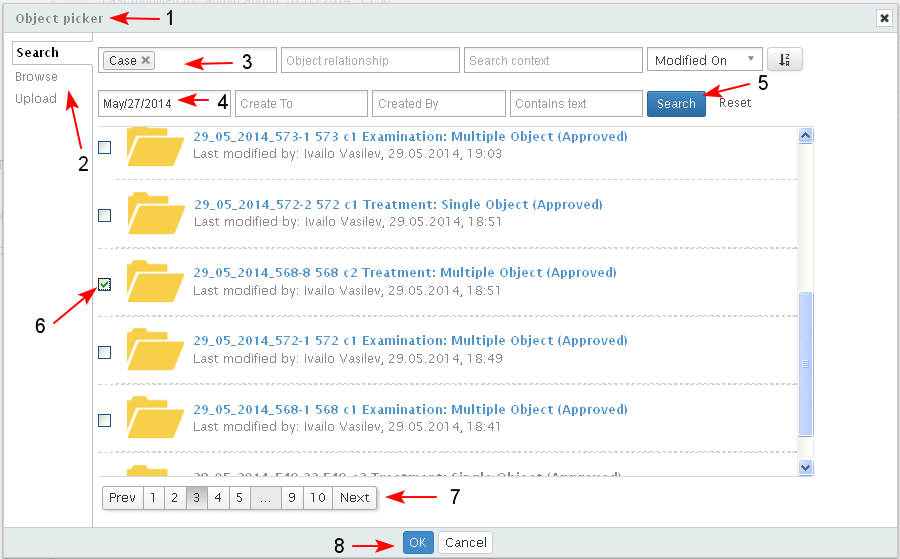 Object picker 1
Search
Browse
Upload
2
Case 3 Object relationship Search context Modified On
May/27/2014 4 Create To Created By Contains text Search Reset 5
29_05_2014_573-1 573 c1 Examination: Multiple Object (Approved)
Last modified by: Ivailo Vasilev, 29.05.2014, 19:03
29_05_2014_572-2 572 c1 Treatment: Single Object (Approved)
Last modified by: Ivailo Vasilev, 29.05.2014, 18:51
29_05_2014_568-8 568 c2 Treatment: Multiple Object (Approved)
Last modified by: Ivailo Vasilev, 29.05.2014, 18:51
6
29_05_2014_572-1 572 c1 Examination: Multiple Object (Approved)
Last modified by: Ivailo Vasilev, 29.05.2014, 18:49
29_05_2014_568-1 568 c1 Examination: Multiple Object (Approved)
Last modified by: Ivailo Vasilev, 29.05.2014, 18:41
Treatment: Single Object (Approved)
Prev 1 2 3 4 5 ... 9 10 Next 7
8 OK Cancel